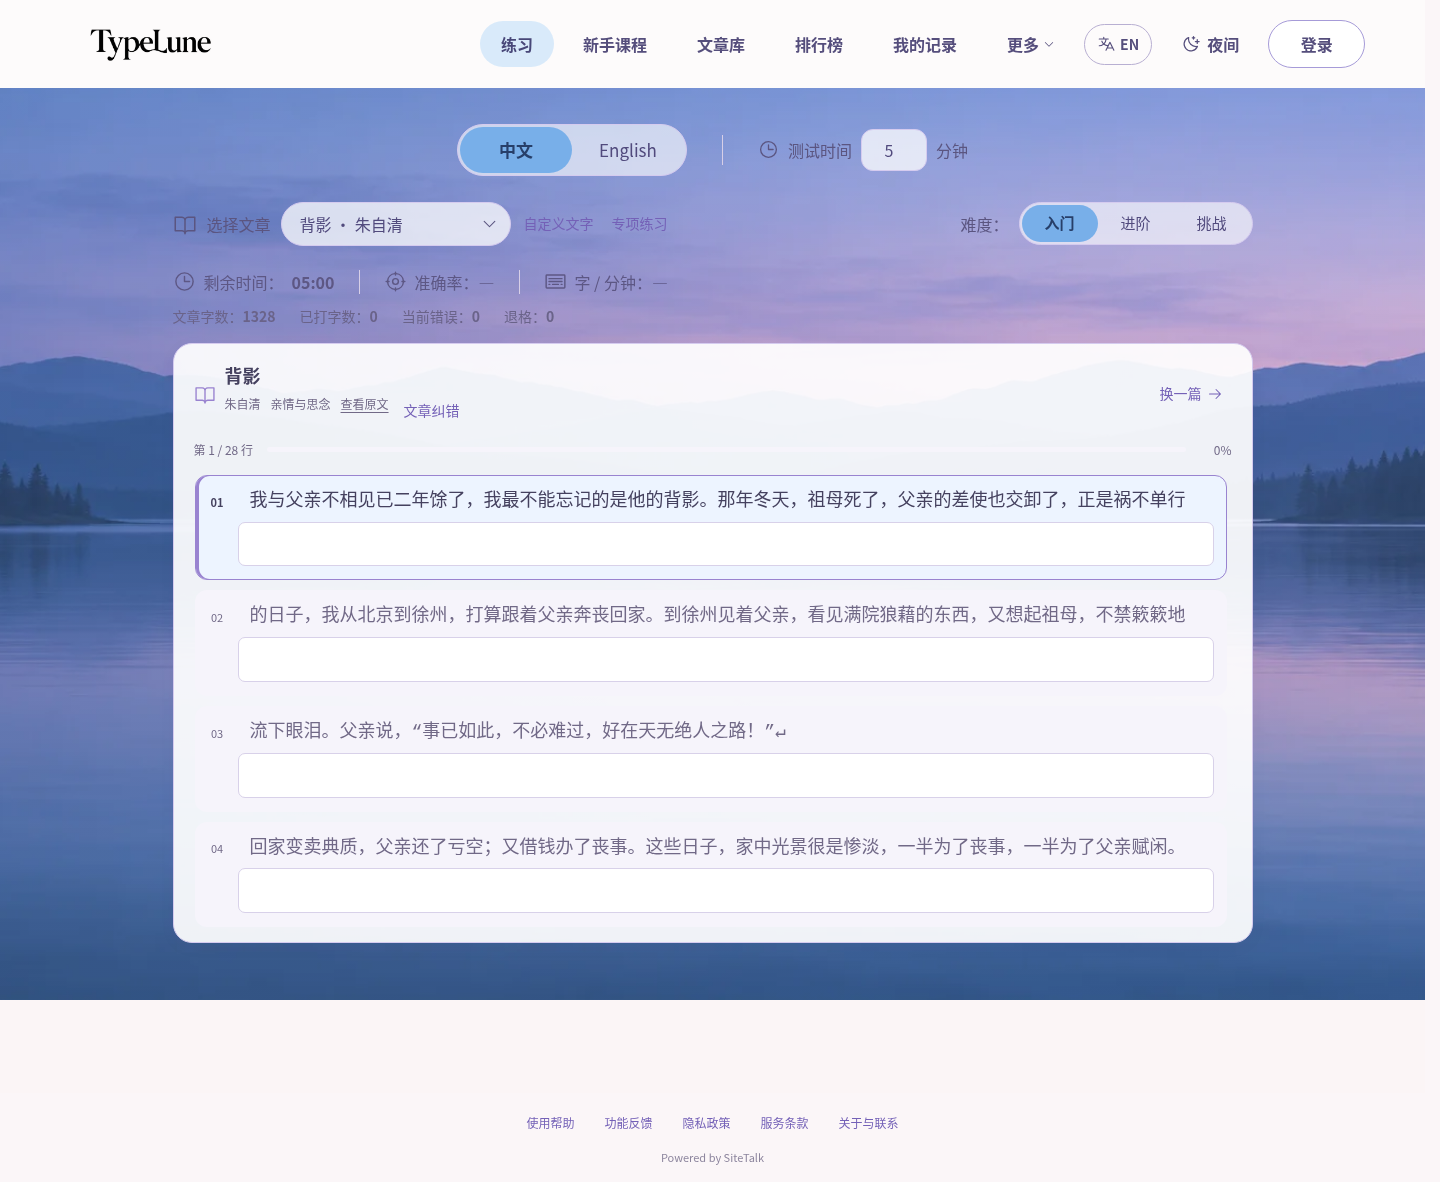 TypeLune 练习 新手课程 文章库 排行榜 我的记录 更多 EN 夜间 登录
中文 English 测试时间 5 分钟
选择文章 背影 · 朱自清 自定义文字 专项练习 难度： 入门 进阶 挑战
剩余时间： 05:00 准确率：— 字 / 分钟：—
文章字数：1328 已打字数：0 当前错误：0 退格：0
背影
朱自清 亲情与思念 查看原文 文章纠错 换一篇 →
第 1 / 28 行 0%
01 我与父亲不相见已二年馀了，我最不能忘记的是他的背影。那年冬天，祖母死了，父亲的差使也交卸了，正是祸不单行
02 的日子，我从北京到徐州，打算跟着父亲奔丧回家。到徐州见着父亲，看见满院狼藉的东西，又想起祖母，不禁簌簌地
03 流下眼泪。父亲说，“事已如此，不必难过，好在天无绝人之路！”↵
04 回家变卖典质，父亲还了亏空；又借钱办了丧事。这些日子，家中光景很是惨淡，一半为了丧事，一半为了父亲赋闲。
使用帮助 功能反馈 隐私政策 服务条款 关于与联系
Powered by SiteTalk